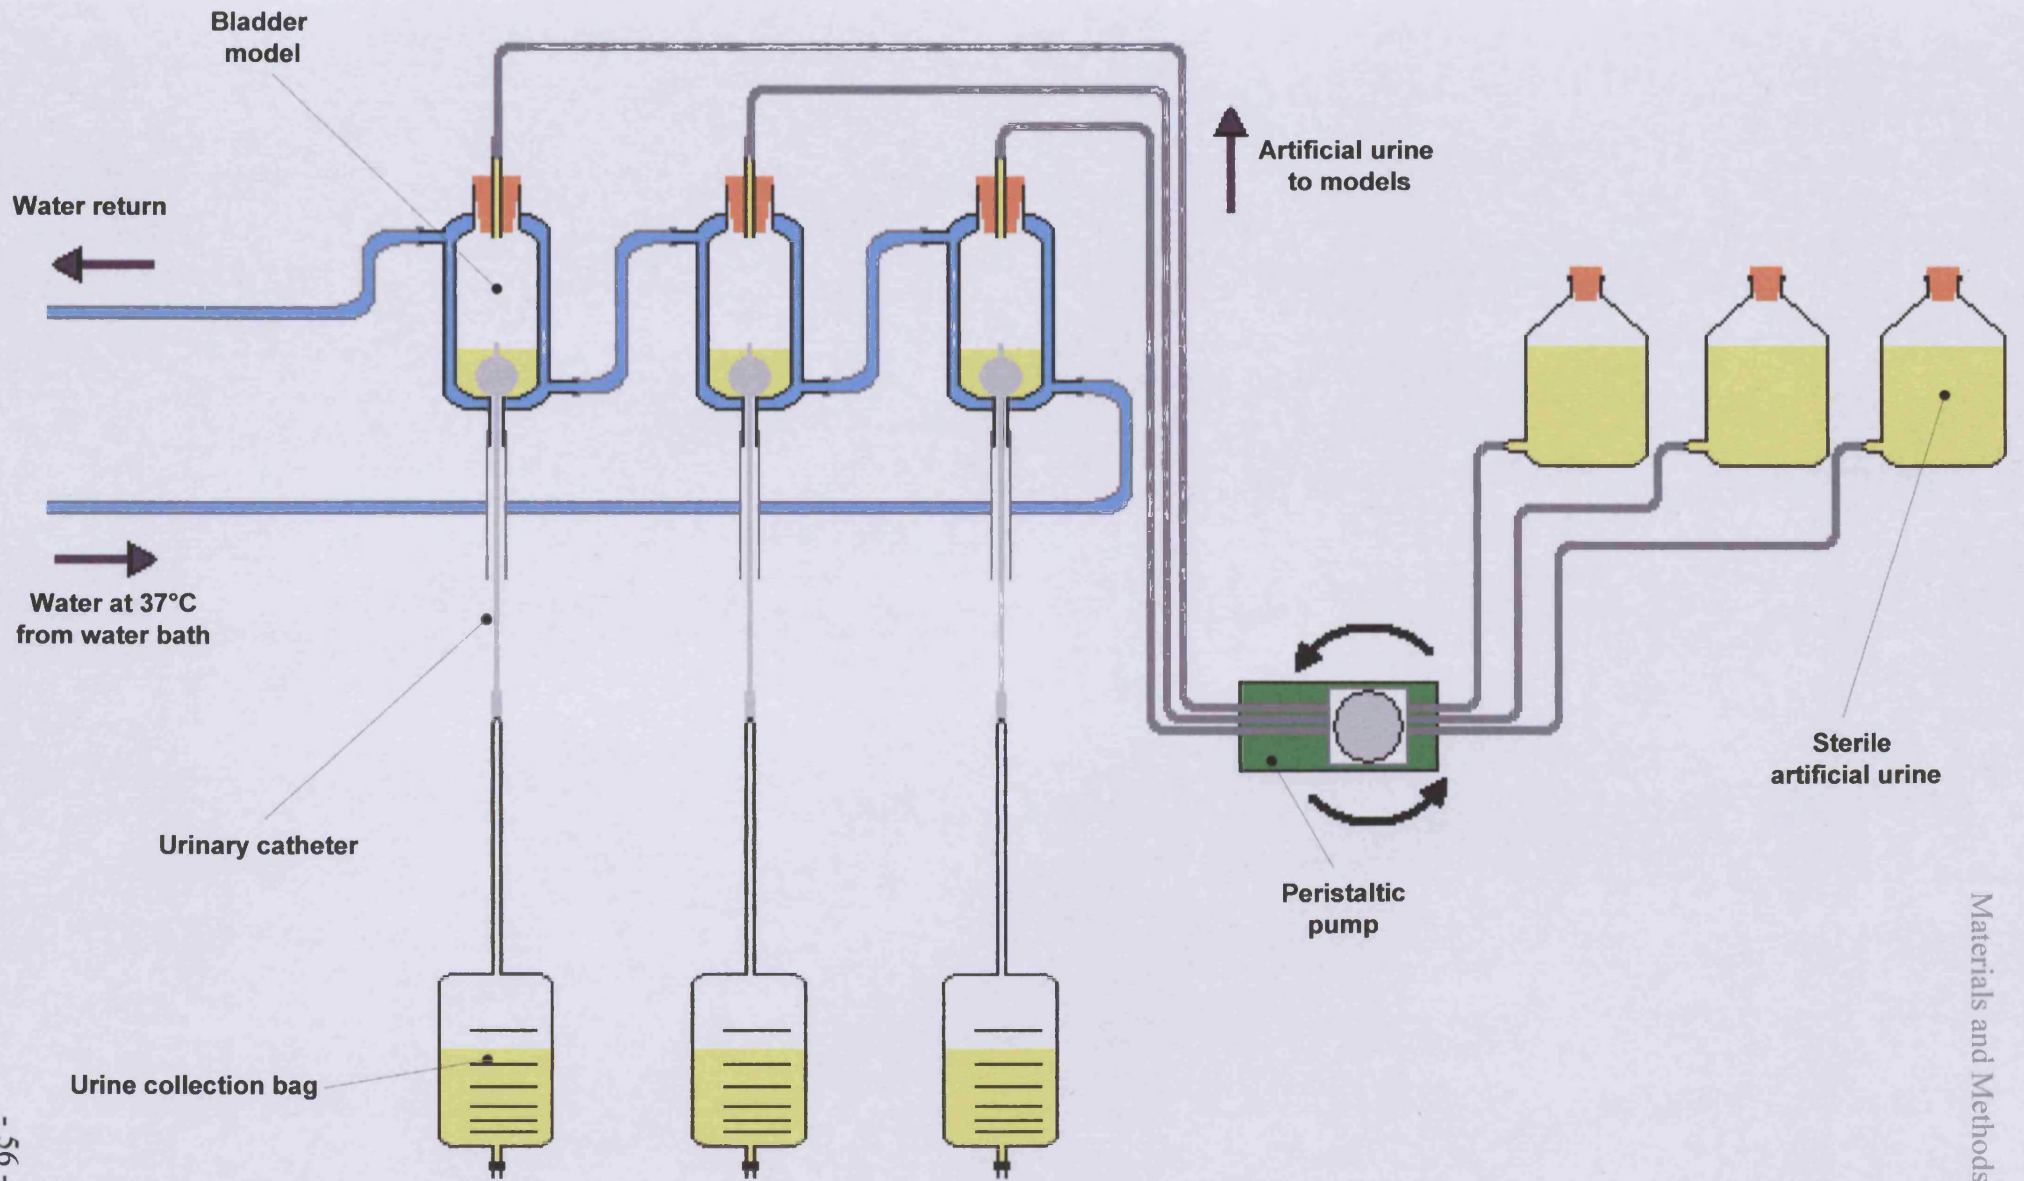 Bladder
model
Water return
Artificial urine
to models
Water at 37°C
from water bath
Urinary catheter
Sterile
artificial urine
Peristaltic
pump
Urine collection bag
Materials and Methods
- 56 -